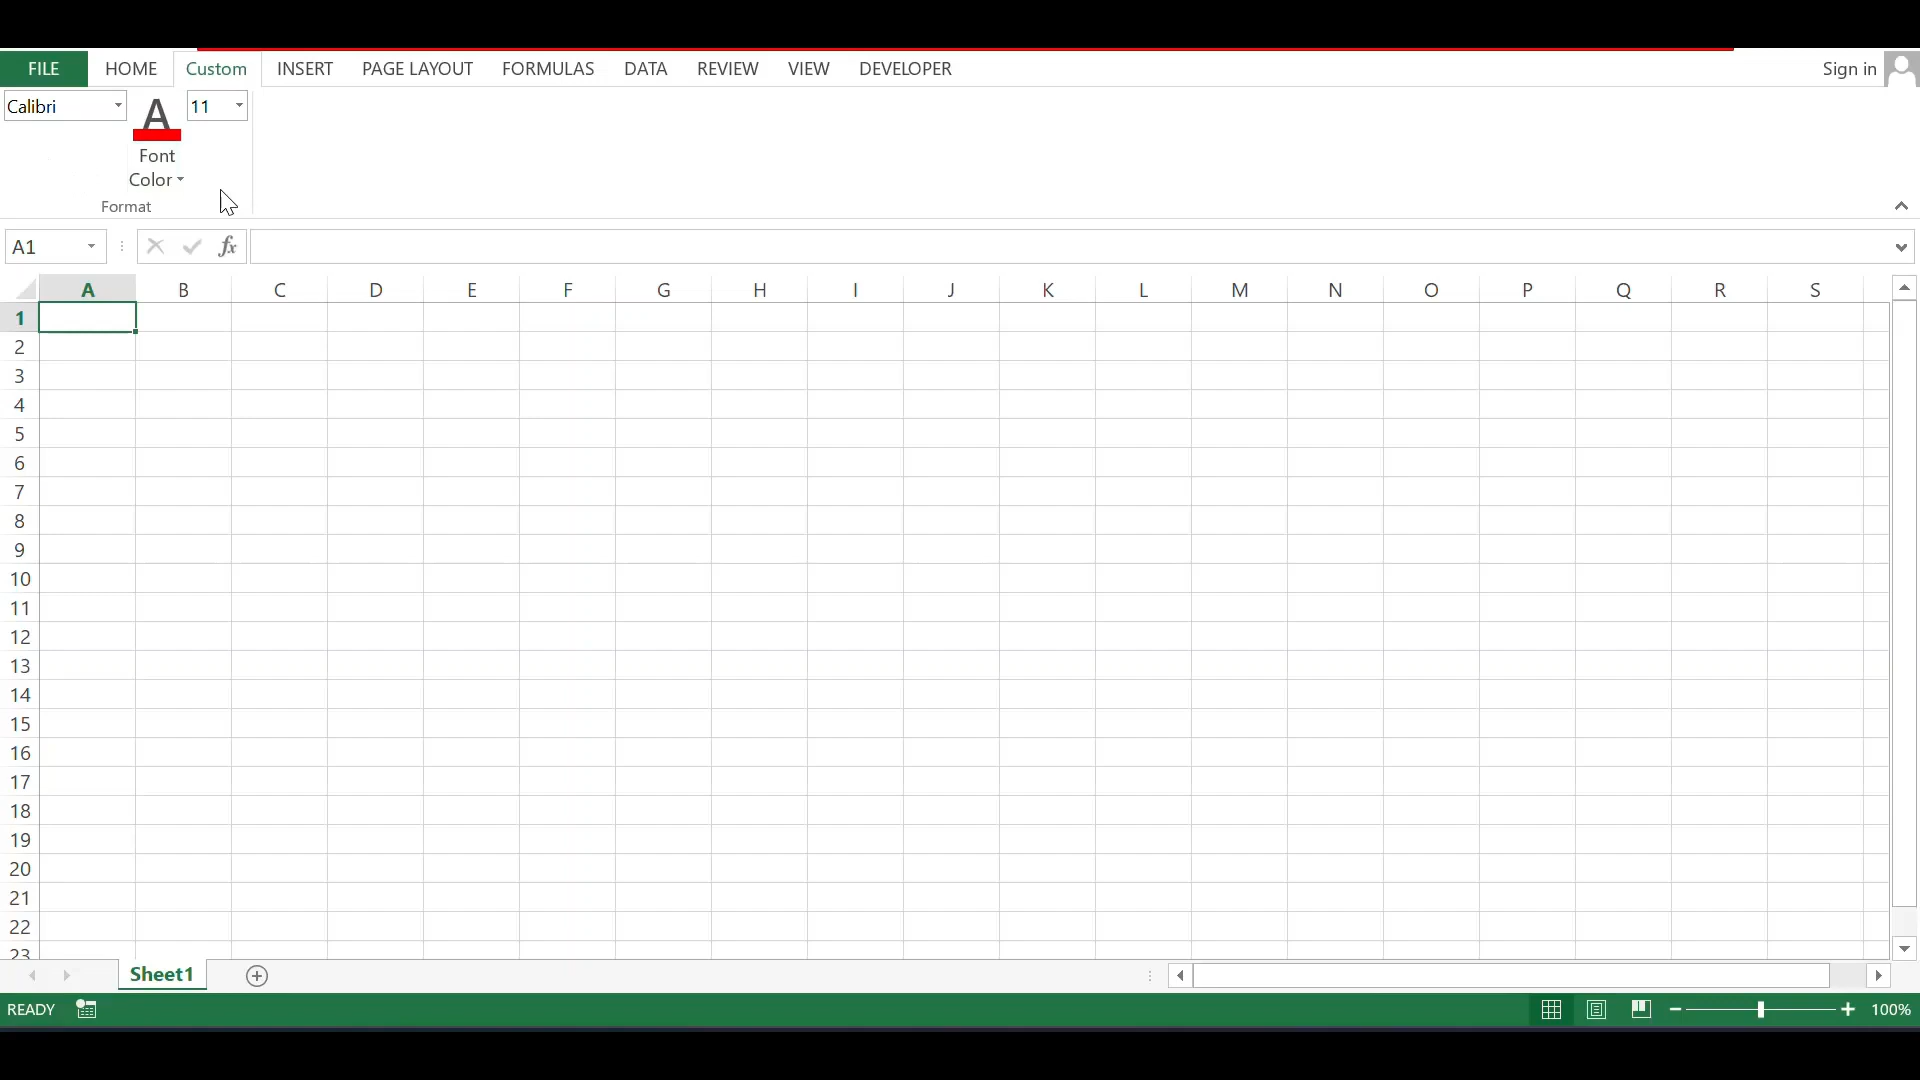 FILE HOME Custom INSERT PAGE LAYOUT FORMULAS DATA REVIEW VIEW DEVELOPER Sign in
Calibri A 11
Font
Color
Format
A1 fx
A B C D E F G H I J K L M N O P Q R S
1
2
3
4
5
6
7
8
9
10
11
12
13
14
15
16
17
18
19
20
21
22
23
Sheet1
READY 100%